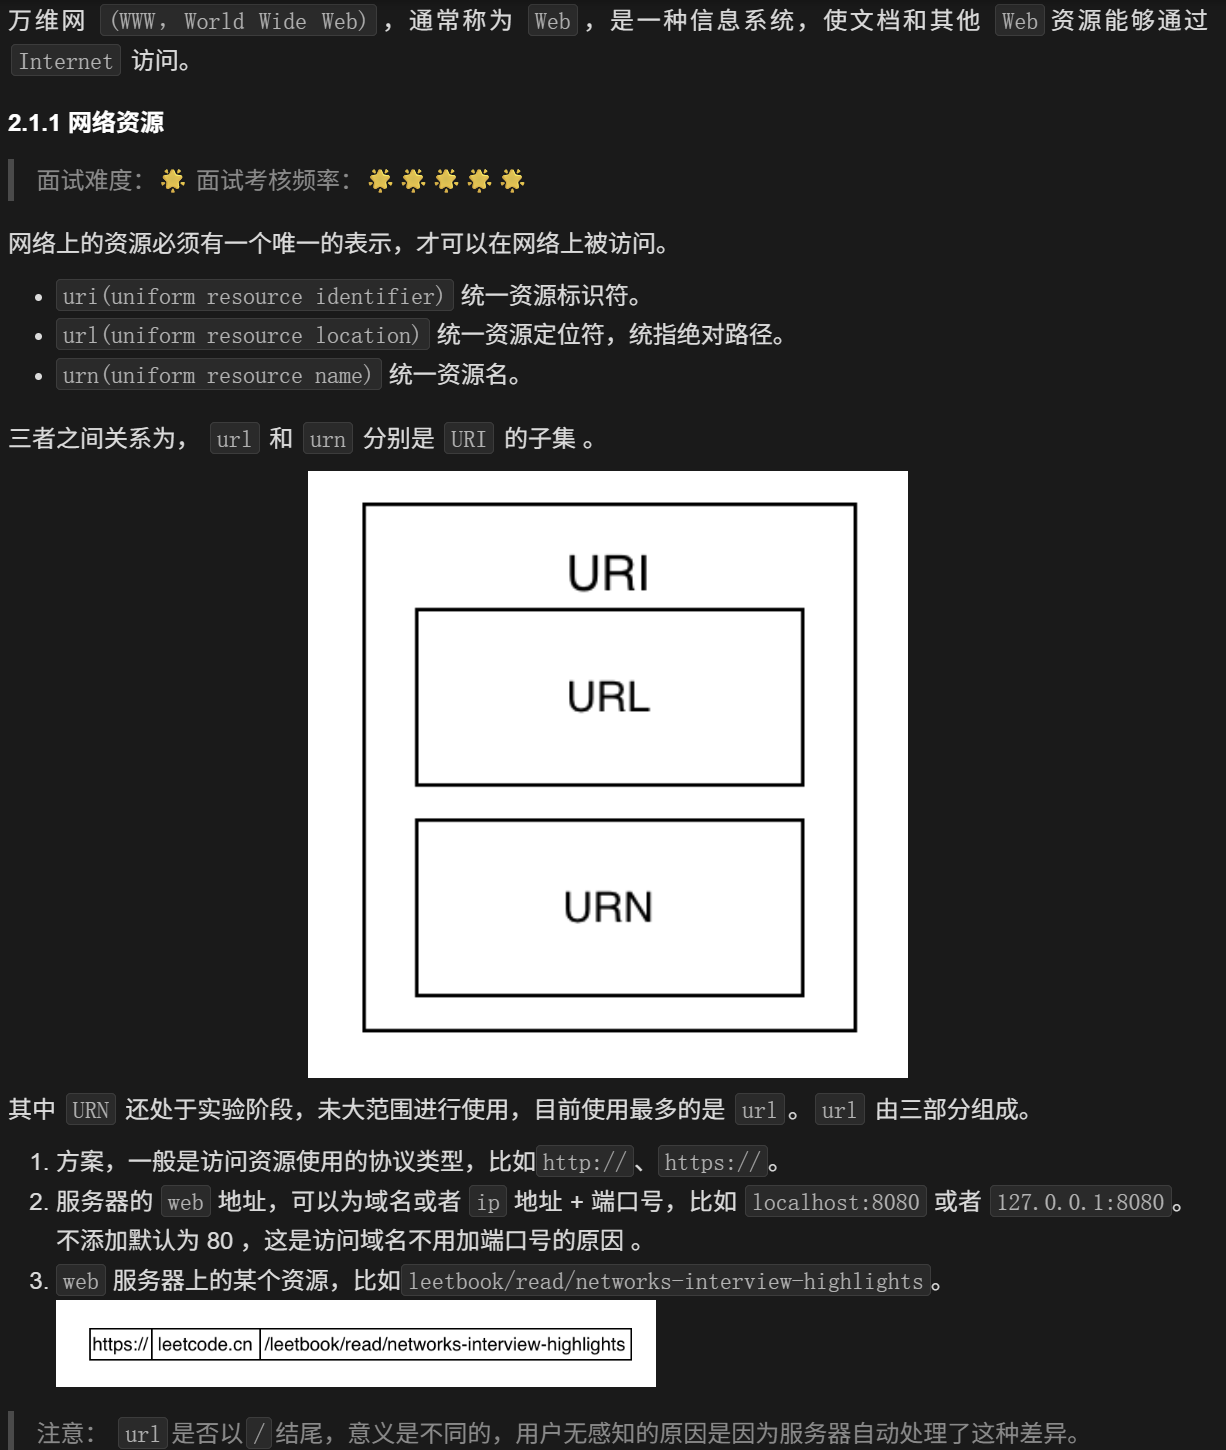 万维网 (WWW，World Wide Web)，通常称为 Web，是一种信息系统，使文档和其他 Web 资源能够通过
Internet 访问。
2.1.1 网络资源
面试难度：🌟 面试考核频率：🌟🌟🌟🌟🌟
网络上的资源必须有一个唯一的表示，才可以在网络上被访问。
• uri(uniform resource identifier) 统一资源标识符。
• url(uniform resource location) 统一资源定位符，统指绝对路径。
• urn(uniform resource name) 统一资源名。
三者之间关系为， url 和 urn 分别是 URI 的子集 。
URI
URL
URN
其中 URN 还处于实验阶段，未大范围进行使用，目前使用最多的是 url。url 由三部分组成。
1. 方案，一般是访问资源使用的协议类型，比如http://、https://。
2. 服务器的 web 地址，可以为域名或者 ip 地址 + 端口号，比如 localhost:8080 或者 127.0.0.1:8080。
不添加默认为 80 ，这是访问域名不用加端口号的原因 。
3. web 服务器上的某个资源，比如leetbook/read/networks-interview-highlights。
https:// leetcode.cn /leetbook/read/networks-interview-highlights
注意： url是否以/结尾，意义是不同的，用户无感知的原因是因为服务器自动处理了这种差异。